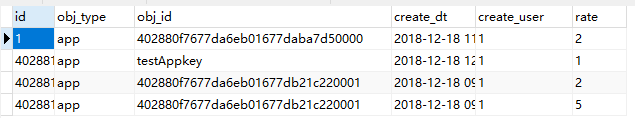 id obj_type obj_id create_dt create_user rate
1 app 402880f7677da6eb01677daba7d50000 2018-12-18 11 1 2
402881 app testAppkey 2018-12-18 12 1 1
402881 app 402880f7677da6eb01677db21c220001 2018-12-18 09 1 2
402881 app 402880f7677da6eb01677db21c220001 2018-12-18 09 1 5